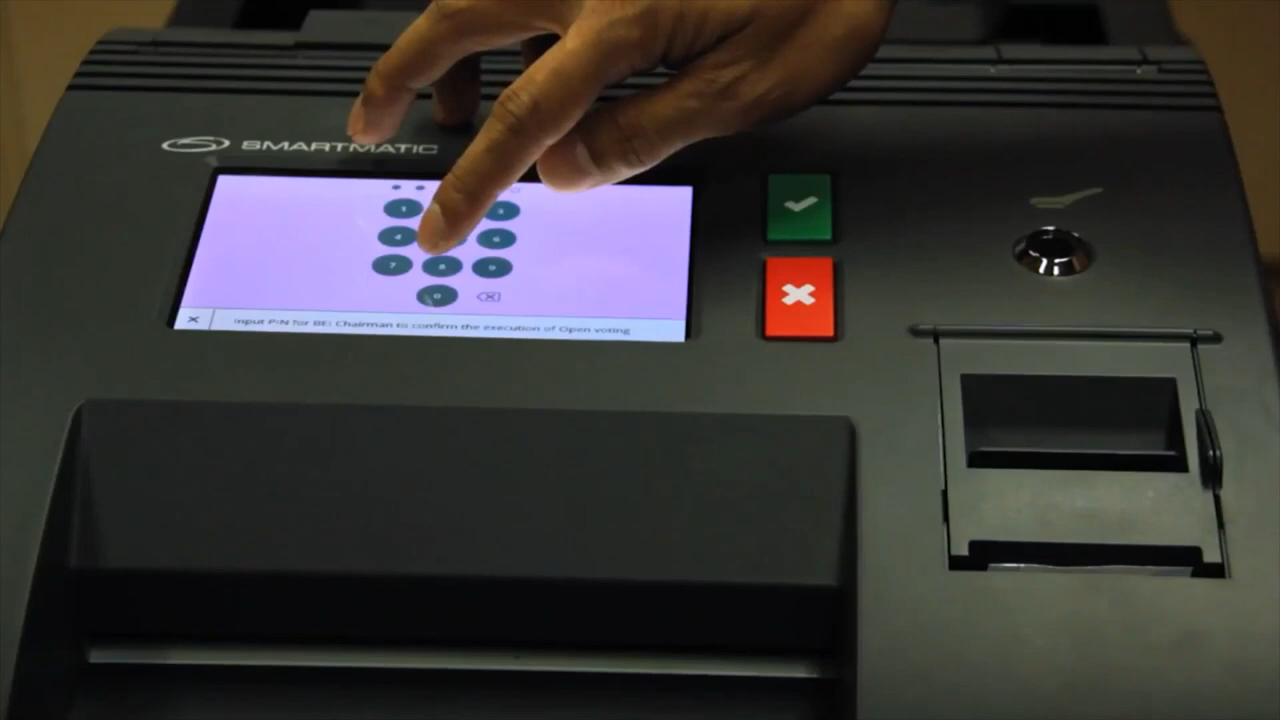 SMARTMATIC
1 3
4 6
7 8 9
0
Input PIN for BEI Chairman to confirm the execution of Open voting